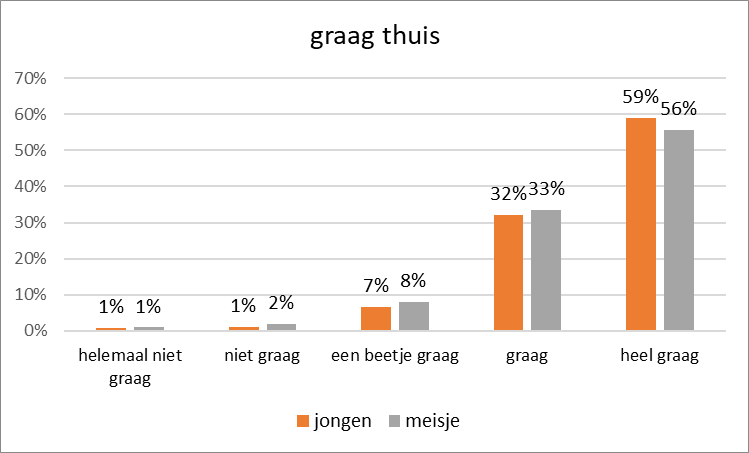 graag thuis
70%
60%
50%
40%
30%
20%
10%
0%
1% 1%
1% 2%
7% 8%
32% 33%
59% 56%
helemaal niet
graag
niet graag
een beetje graag
graag
heel graag
jongen meisje